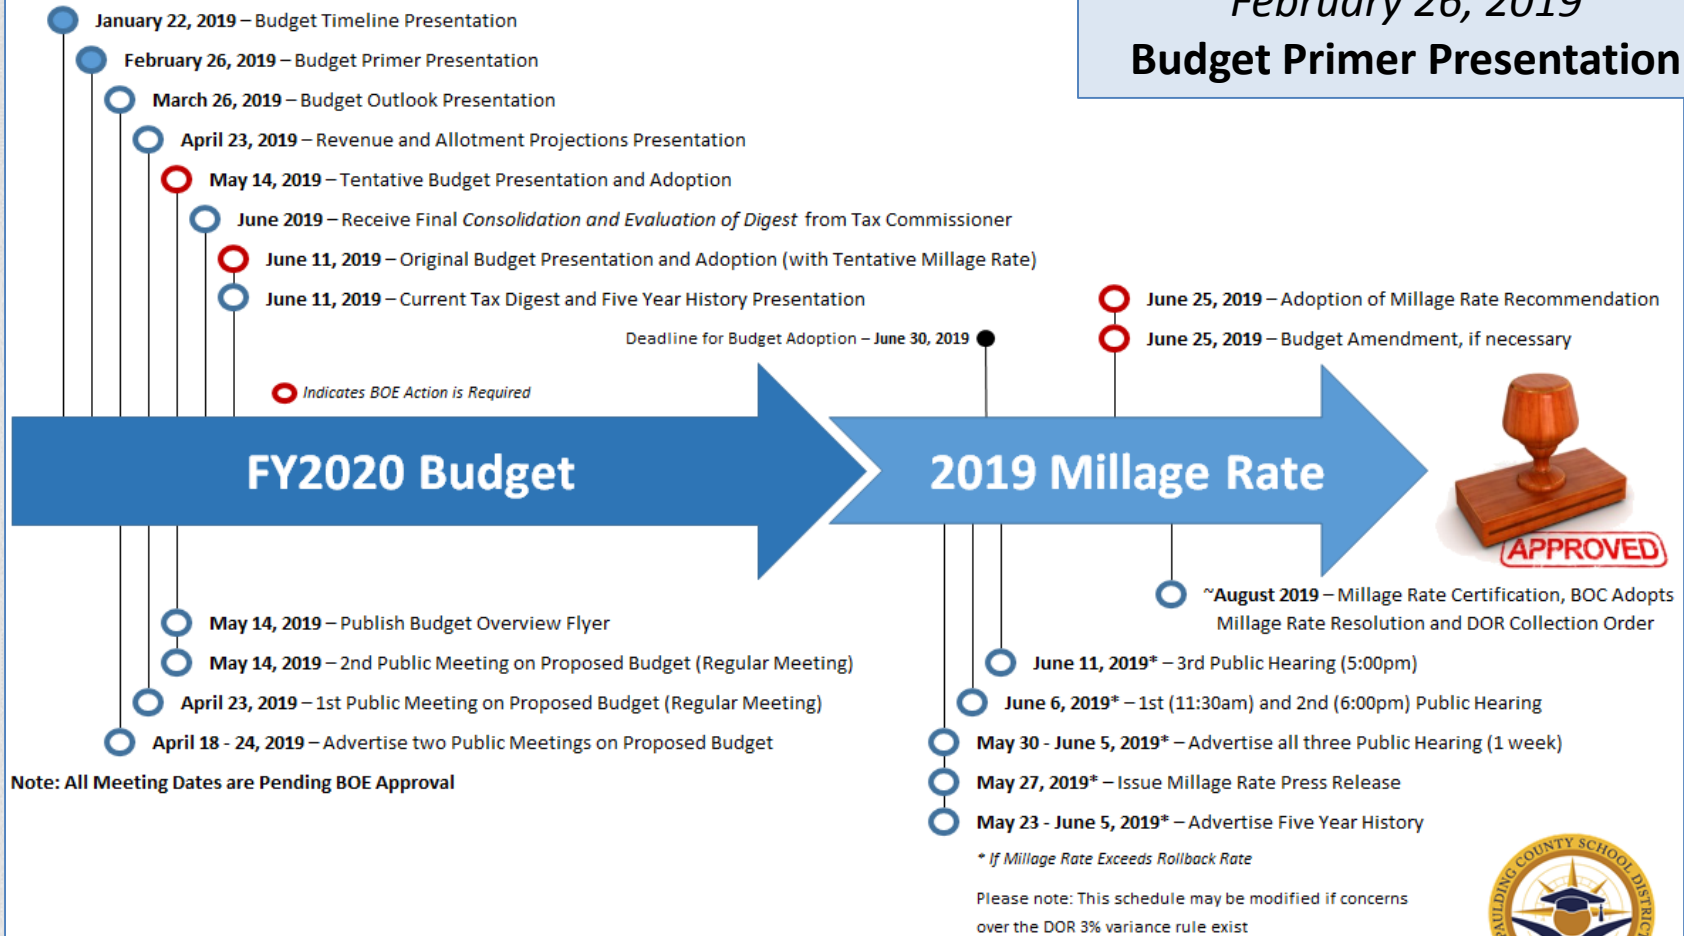 February 26, 2019
Budget Primer Presentation
January 22, 2019 – Budget Timeline Presentation
February 26, 2019 – Budget Primer Presentation
March 26, 2019 – Budget Outlook Presentation
April 23, 2019 – Revenue and Allotment Projections Presentation
May 14, 2019 – Tentative Budget Presentation and Adoption
June 2019 – Receive Final Consolidation and Evaluation of Digest from Tax Commissioner
June 11, 2019 – Original Budget Presentation and Adoption (with Tentative Millage Rate)
June 11, 2019 – Current Tax Digest and Five Year History Presentation
June 25, 2019 – Adoption of Millage Rate Recommendation
Deadline for Budget Adoption – June 30, 2019
June 25, 2019 – Budget Amendment, if necessary
Indicates BOE Action is Required
FY2020 Budget
2019 Millage Rate
APPROVED
May 14, 2019 – Publish Budget Overview Flyer
May 14, 2019 – 2nd Public Meeting on Proposed Budget (Regular Meeting)
April 23, 2019 – 1st Public Meeting on Proposed Budget (Regular Meeting)
April 18 - 24, 2019 – Advertise two Public Meetings on Proposed Budget
Note: All Meeting Dates are Pending BOE Approval
~August 2019 – Millage Rate Certification, BOC Adopts
Millage Rate Resolution and DOR Collection Order
June 11, 2019* – 3rd Public Hearing (5:00pm)
June 6, 2019* – 1st (11:30am) and 2nd (6:00pm) Public Hearing
May 30 - June 5, 2019* – Advertise all three Public Hearing (1 week)
May 27, 2019* – Issue Millage Rate Press Release
May 23 - June 5, 2019* – Advertise Five Year History
* If Millage Rate Exceeds Rollback Rate
Please note: This schedule may be modified if concerns
over the DOR 3% variance rule exist
PAULDING COUNTY SCHOOL DISTRICT